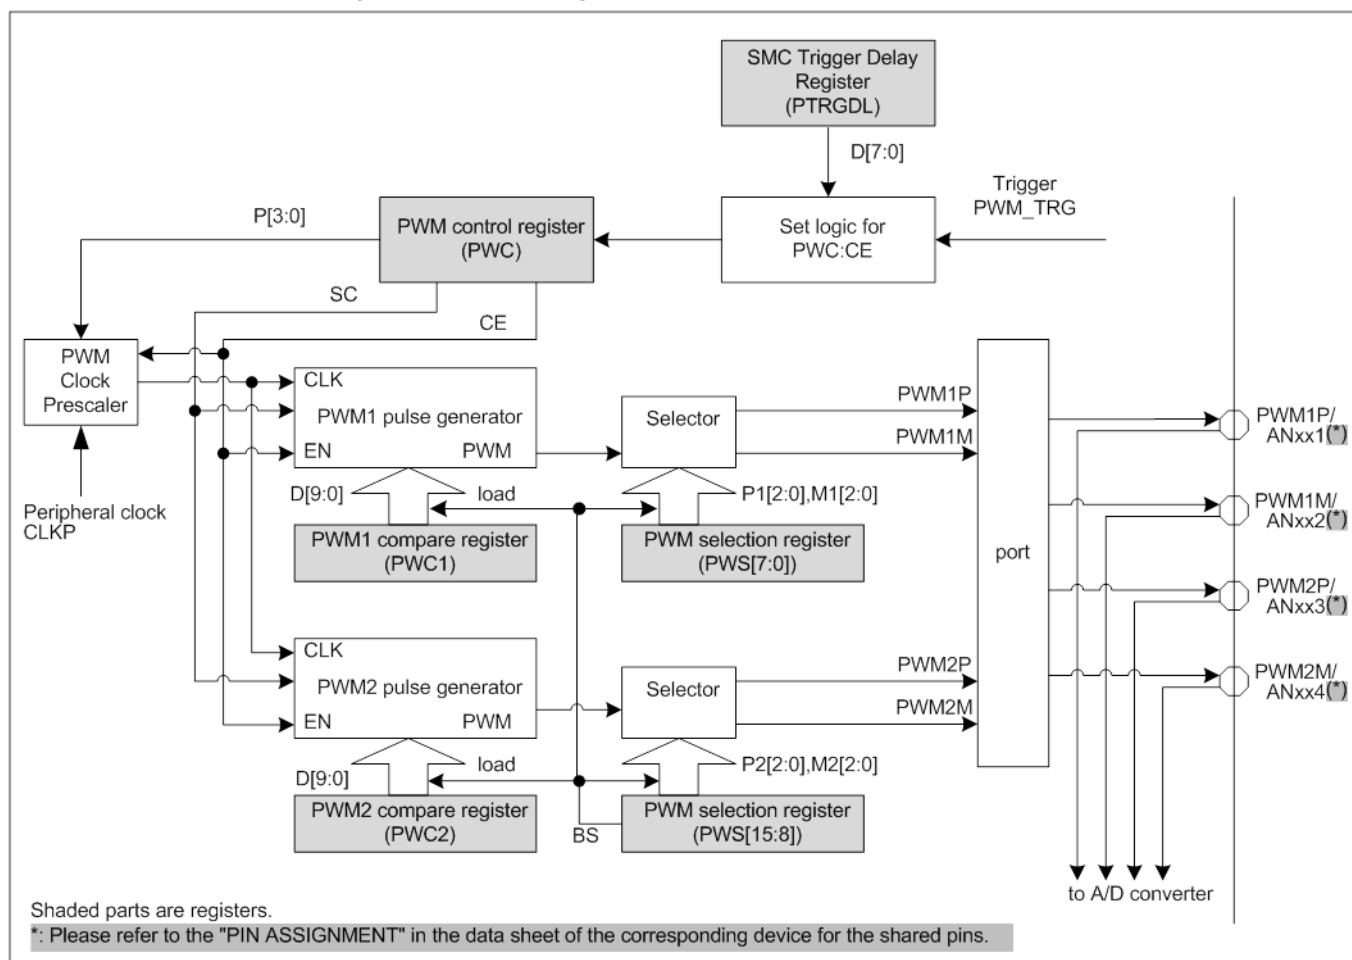 SMC Trigger Delay
Register
(PTRGDL)
D[7:0]
Trigger
PWM_TRG
P[3:0]
PWM control register
(PWC)
Set logic for
PWC:CE
SC
CE
PWM
Clock
Prescaler
CLK
PWM1 pulse generator
EN
PWM
Selector
PWM1P
PWM1M
PWM1P/
ANxx1(*)
Peripheral clock
CLKP
D[9:0]
load
P1[2:0],M1[2:0]
PWM1M/
ANxx2(*)
PWM1 compare register
(PWC1)
PWM selection register
(PWS[7:0])
port
PWM2P/
ANxx3(*)
CLK
PWM2 pulse generator
EN
PWM
Selector
PWM2P
PWM2M
PWM2M/
ANxx4(*)
D[9:0]
load
P2[2:0],M2[2:0]
PWM2 compare register
(PWC2)
BS
PWM selection register
(PWS[15:8])
to A/D converter
Shaded parts are registers.
*: Please refer to the "PIN ASSIGNMENT" in the data sheet of the corresponding device for the shared pins.